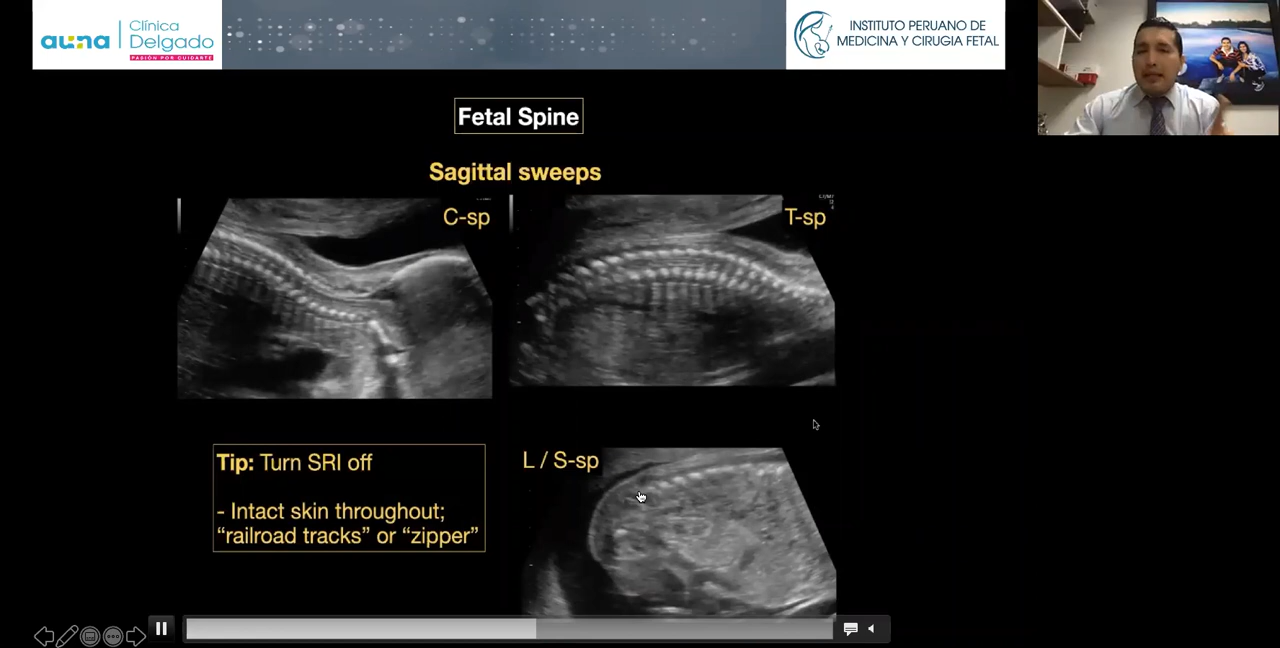 auna
Clínica
Delgado
PASIÓN POR CUIDARTE
INSTITUTO PERUANO DE
MEDICINA Y CIRUGIA FETAL
Fetal Spine
Sagittal sweeps
C-sp
T-sp
Tip: Turn SRI off
- Intact skin throughout;
“railroad tracks” or “zipper”
L / S-sp